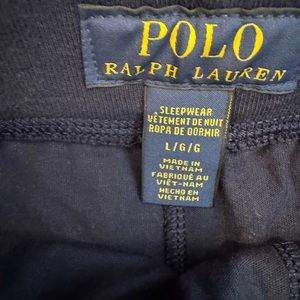 POLO
RALPH LAUREN
SLEEPWEAR
VÊTEMENT DE NUIT
ROPA DE DORMIR
L/G/G
MADE IN
VIETNAM
FABRIQUÉ AU
VIÊT-NAM
HECHO EN
VIETNAM